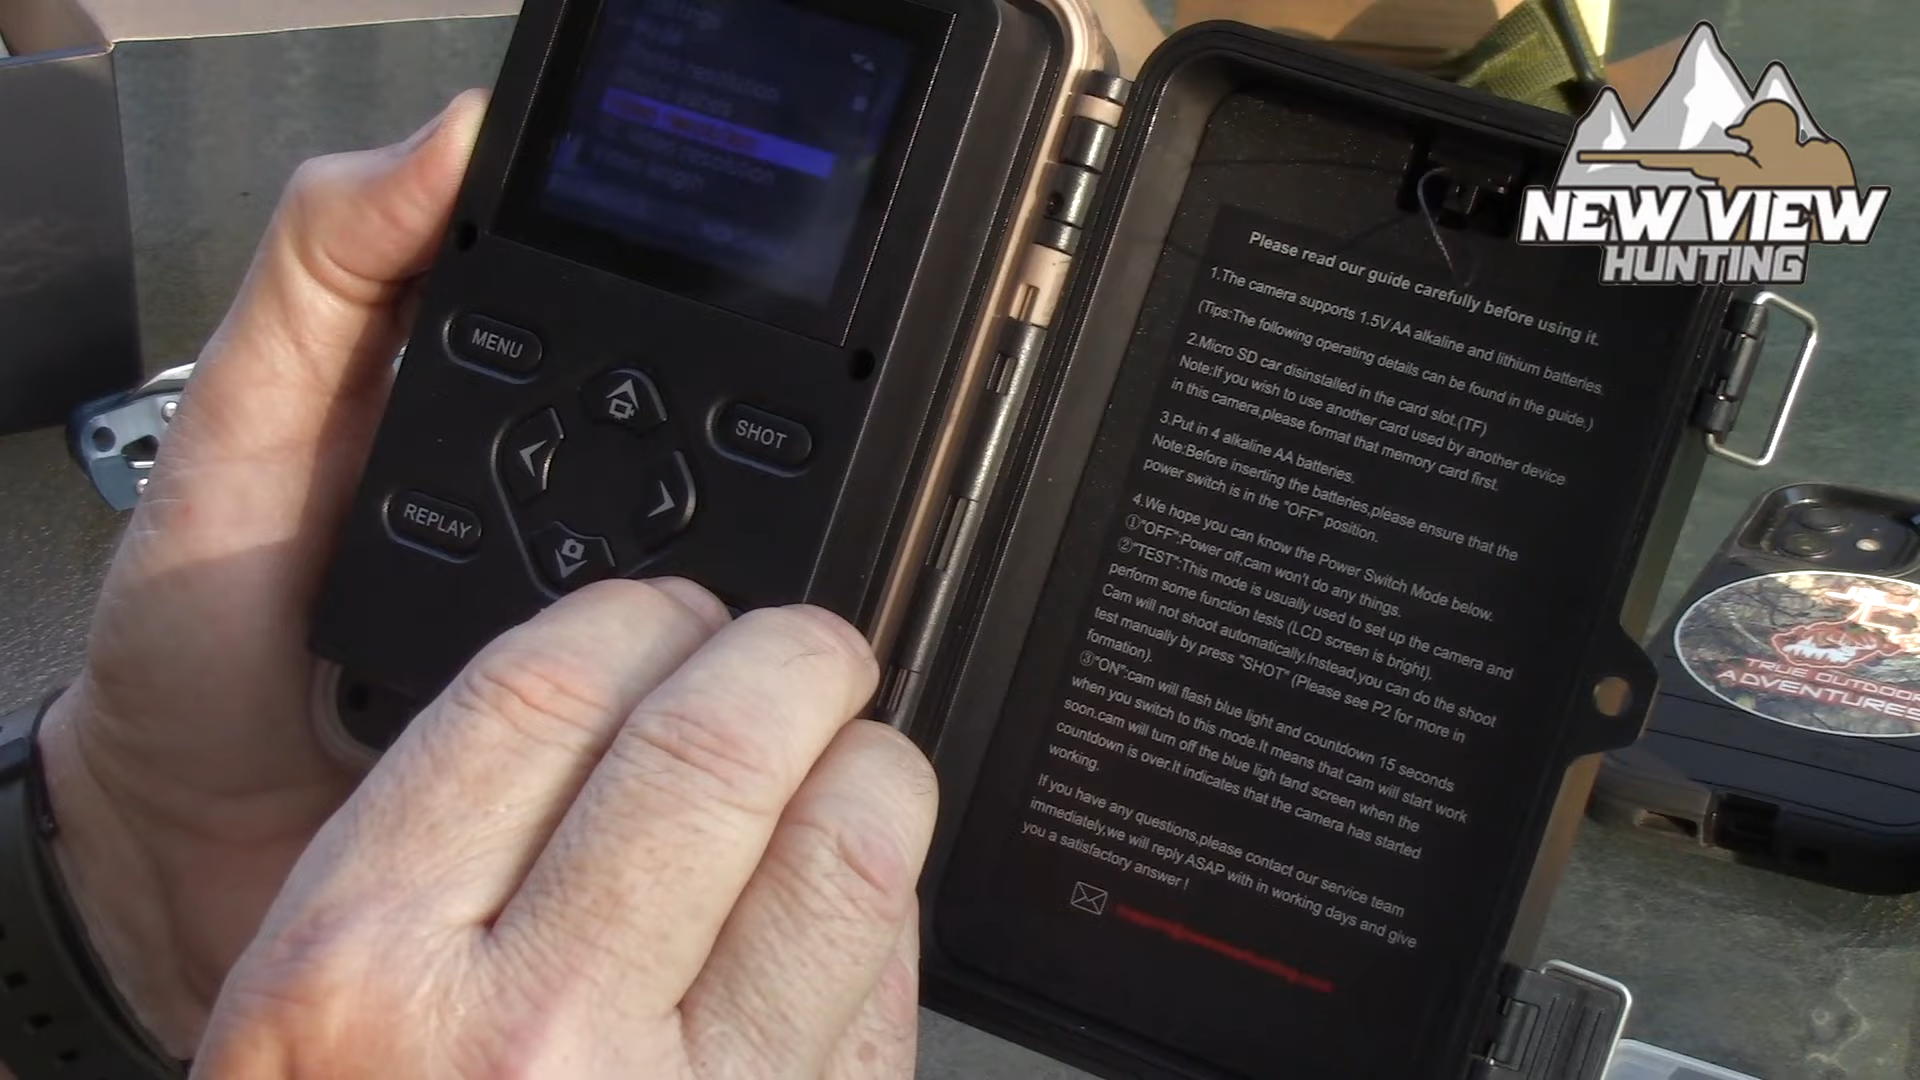 NEW VIEW
HUNTING
Settings
Photo resolution
Photo series
Video resolution
Video length
MENU
SHOT
REPLAY
Please read our guide carefully before using it.
1.The camera supports 1.5V AA alkaline and lithium batteries.
(Tips:The following operating details can be found in the guide.)
2.Micro SD car disinstalled in the card slot.(TF)
Note:If you wish to use another card used by another device
in this camera,please format that memory card first.
3.Put in 4 alkaline AA batteries.
Note:Before inserting the batteries,please ensure that the
power switch is in the "OFF" position.
4.We hope you can know the Power Switch Mode below.
①"OFF":Power off,cam won't do any things.
②"TEST":This mode is usually used to set up the camera and
perform some function tests (LCD screen is bright).
Cam will not shoot automatically.Instead,you can do the shoot
test manually by press "SHOT" (Please see P2 for more in
formation).
③"ON":cam will flash blue light and countdown 15 seconds
when you switch to this mode.It means that cam will start work
soon.cam will turn off the blue ligh tand screen when the
countdown is over.It indicates that the camera has started
working.
If you have any questions,please contact our service team
immediately,we will reply ASAP with in working days and give
you a satisfactory answer !
TRUE OUTDOOR
ADVENTURES